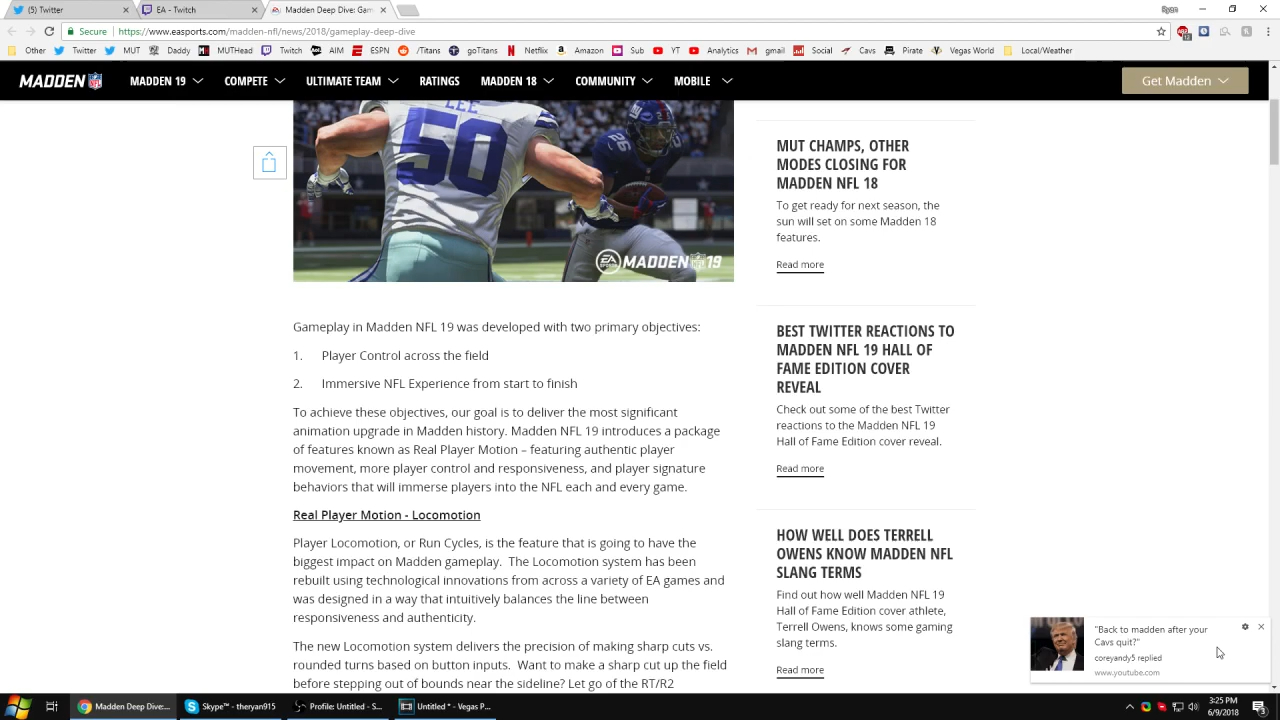 (5) Twitter
EA - Twitch
Madden Deep Dive: Gam
Ryan
Secure
https://www.easports.com/madden-nfl/news/2018/gameplay-deep-dive
Other
Twitter
MUT
Daddy
MUTHead
Twitch
AIM
ESPN
/Titans
goTitans
Netflix
Amazon
Sub
YT
Analytics
gmail
Social
Cavs
Pirate
Vegas World
Local/Weather
MADDEN NFL
MADDEN 19
COMPETE
ULTIMATE TEAM
RATINGS
MADDEN 18
COMMUNITY
MOBILE
Get Madden
LEE
50
26
EA SPORTS MADDEN NFL 19
Gameplay in Madden NFL 19 was developed with two primary objectives:
1. Player Control across the field
2. Immersive NFL Experience from start to finish
To achieve these objectives, our goal is to deliver the most significant
animation upgrade in Madden history. Madden NFL 19 introduces a package
of features known as Real Player Motion – featuring authentic player
movement, more player control and responsiveness, and player signature
behaviors that will immerse players into the NFL each and every game.
Real Player Motion - Locomotion
Player Locomotion, or Run Cycles, is the feature that is going to have the
biggest impact on Madden gameplay.  The Locomotion system has been
rebuilt using technological innovations from across a variety of EA games and
was designed in a way that intuitively balances the line between
responsiveness and authenticity.
The new Locomotion system delivers the precision of making sharp cuts vs.
rounded turns based on button inputs.  Want to make a sharp cut up the field
before stepping out of bounds near the sideline? Let go of the RT/R2
MUT CHAMPS, OTHER
MODES CLOSING FOR
MADDEN NFL 18
To get ready for next season, the
sun will set on some Madden 18
features.
Read more
BEST TWITTER REACTIONS TO
MADDEN NFL 19 HALL OF
FAME EDITION COVER
REVEAL
Check out some of the best Twitter
reactions to the Madden NFL 19
Hall of Fame Edition cover reveal.
Read more
HOW WELL DOES TERRELL
OWENS KNOW MADDEN NFL
SLANG TERMS
Find out how well Madden NFL 19
Hall of Fame Edition cover athlete,
Terrell Owens, knows some gaming
slang terms.
Read more
"Back to madden after your
Cavs quit?"
coreyandy5 replied
www.youtube.com
Madden Deep Dive:...
Skype™ - theryan915
Profile: Untitled - S...
Untitled * - Vegas P...
3:25 PM
6/9/2018
3